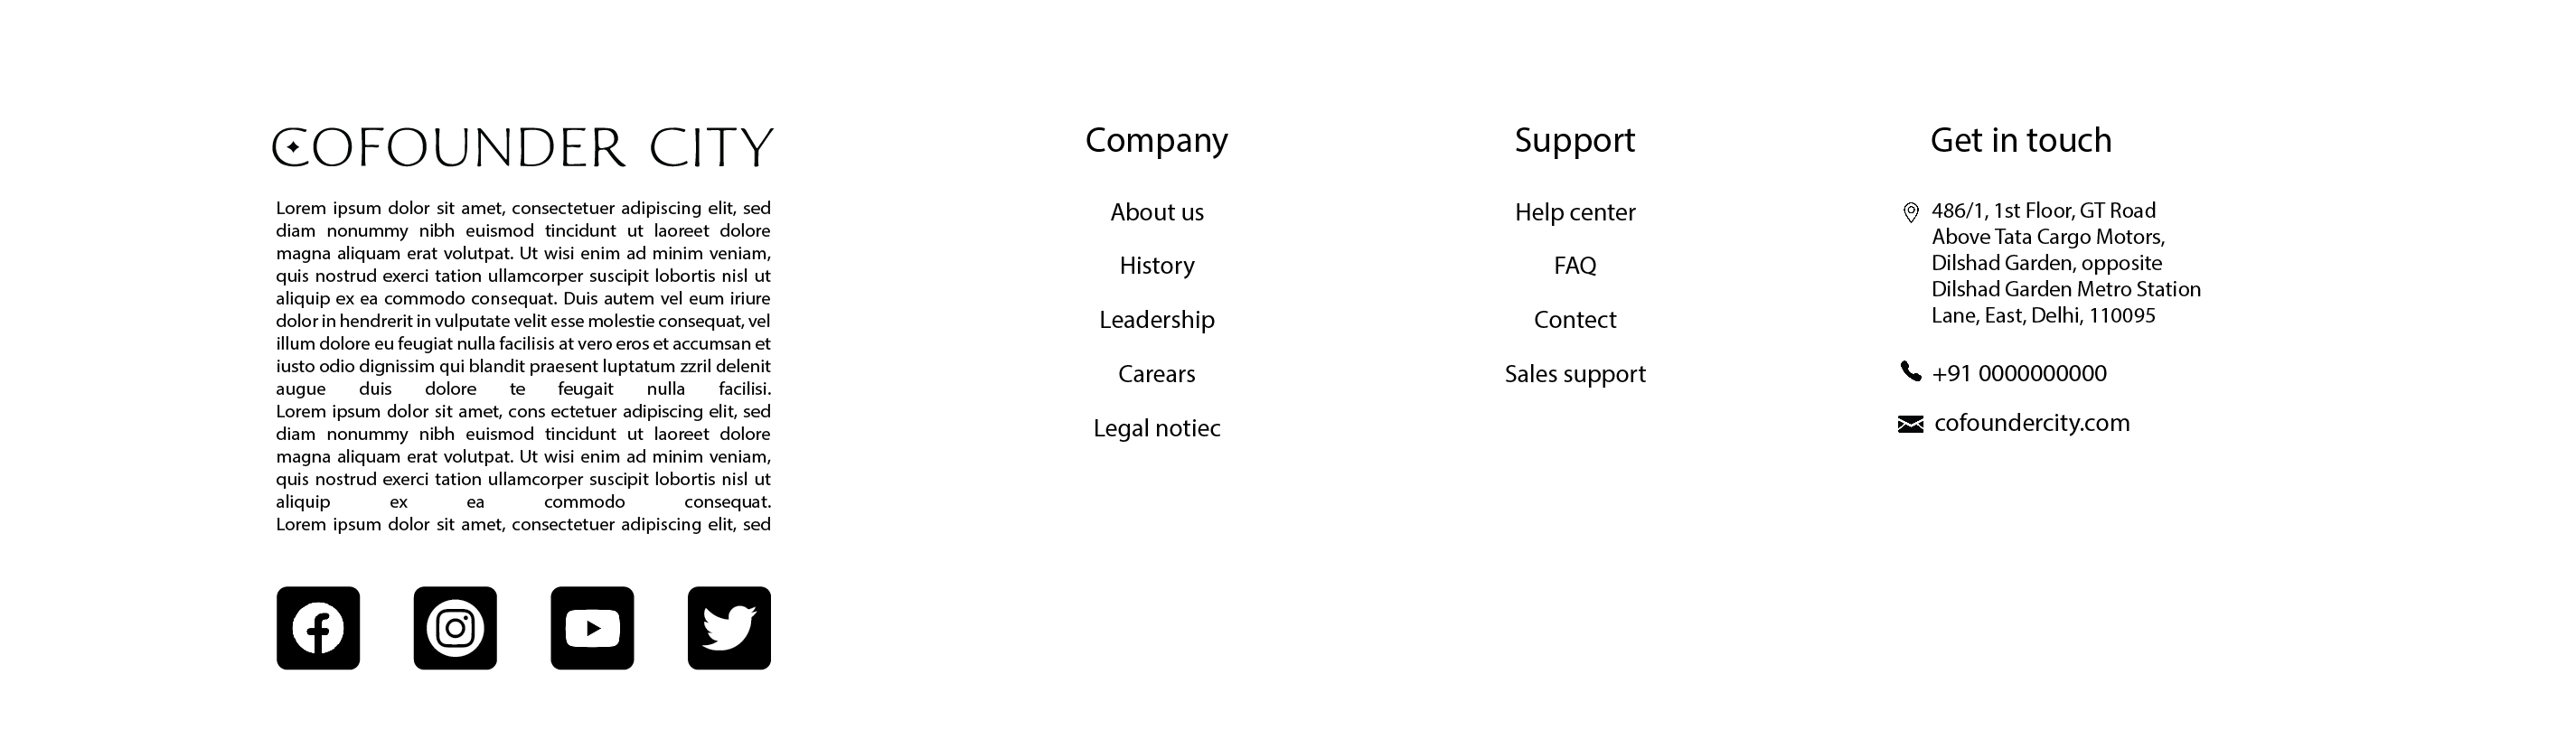 COFOUNDER CITY
Lorem ipsum dolor sit amet, consectetuer adipiscing elit, sed
diam nonummy nibh euismod tincidunt ut laoreet dolore
magna aliquam erat volutpat. Ut wisi enim ad minim veniam,
quis nostrud exerci tation ullamcorper suscipit lobortis nisl ut
aliquip ex ea commodo consequat. Duis autem vel eum iriure
dolor in hendrerit in vulputate velit esse molestie consequat, vel
illum dolore eu feugiat nulla facilisis at vero eros et accumsan et
iusto odio dignissim qui blandit praesent luptatum zzril delenit
augue duis dolore te feugait nulla facilisi.
Lorem ipsum dolor sit amet, cons ectetuer adipiscing elit, sed
diam nonummy nibh euismod tincidunt ut laoreet dolore
magna aliquam erat volutpat. Ut wisi enim ad minim veniam,
quis nostrud exerci tation ullamcorper suscipit lobortis nisl ut
aliquip ex ea commodo consequat.
Lorem ipsum dolor sit amet, consectetuer adipiscing elit, sed
Company
About us
History
Leadership
Carears
Legal notiec
Support
Help center
FAQ
Contect
Sales support
Get in touch
486/1, 1st Floor, GT Road
Above Tata Cargo Motors,
Dilshad Garden, opposite
Dilshad Garden Metro Station
Lane, East, Delhi, 110095
+91 0000000000
cofoundercity.com